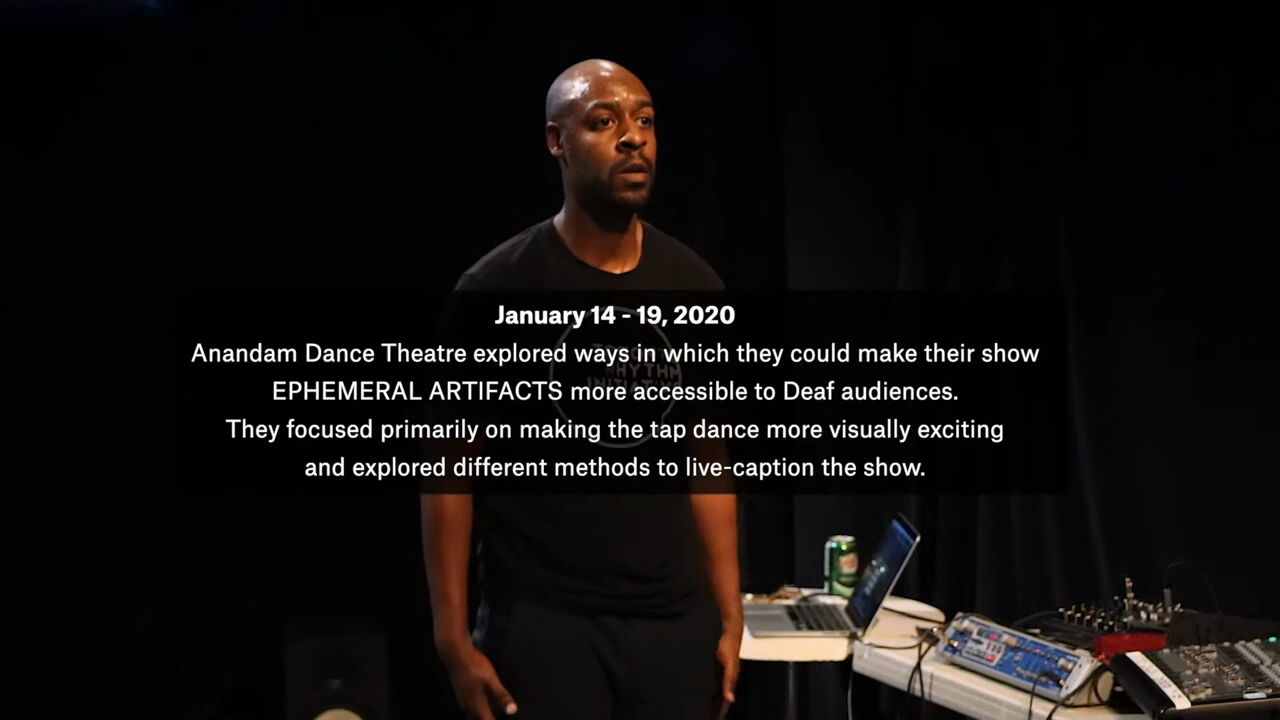 January 14 - 19, 2020
Anandam Dance Theatre explored ways in which they could make their show
EPHEMERAL ARTIFACTS more accessible to Deaf audiences.
They focused primarily on making the tap dance more visually exciting
and explored different methods to live-caption the show.
RHYTHM
INITIATIVE